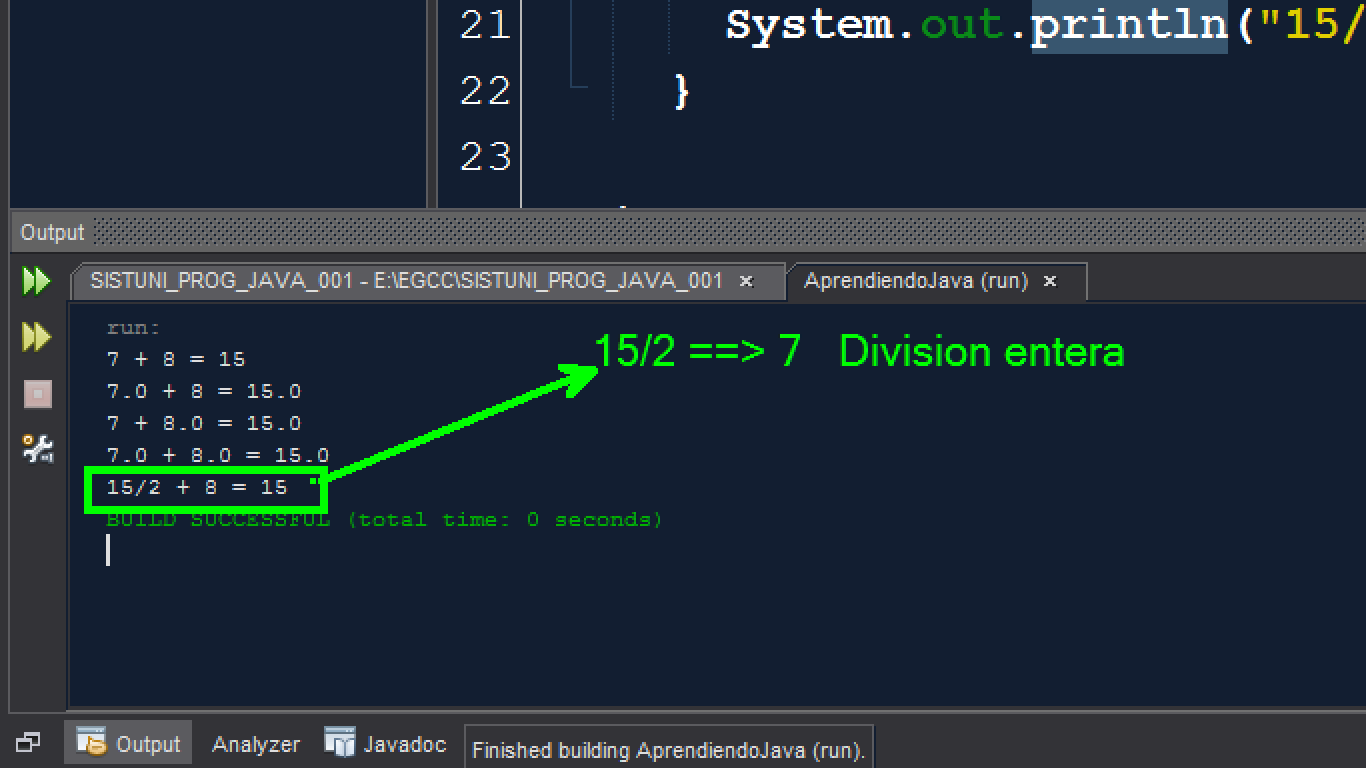 21 System.out.println("15/
22 }
23
Output
SISTUNI_PROG_JAVA_001 - E:\EGCC\SISTUNI_PROG_JAVA_001 × AprendiendoJava (run) ×
run:
15/2 ==> 7 Division entera
7 + 8 = 15
7.0 + 8 = 15.0
7 + 8.0 = 15.0
7.0 + 8.0 = 15.0
15/2 + 8 = 15
BUILD SUCCESSFUL (total time: 0 seconds)
Output Analyzer Javadoc Finished building AprendiendoJava (run).